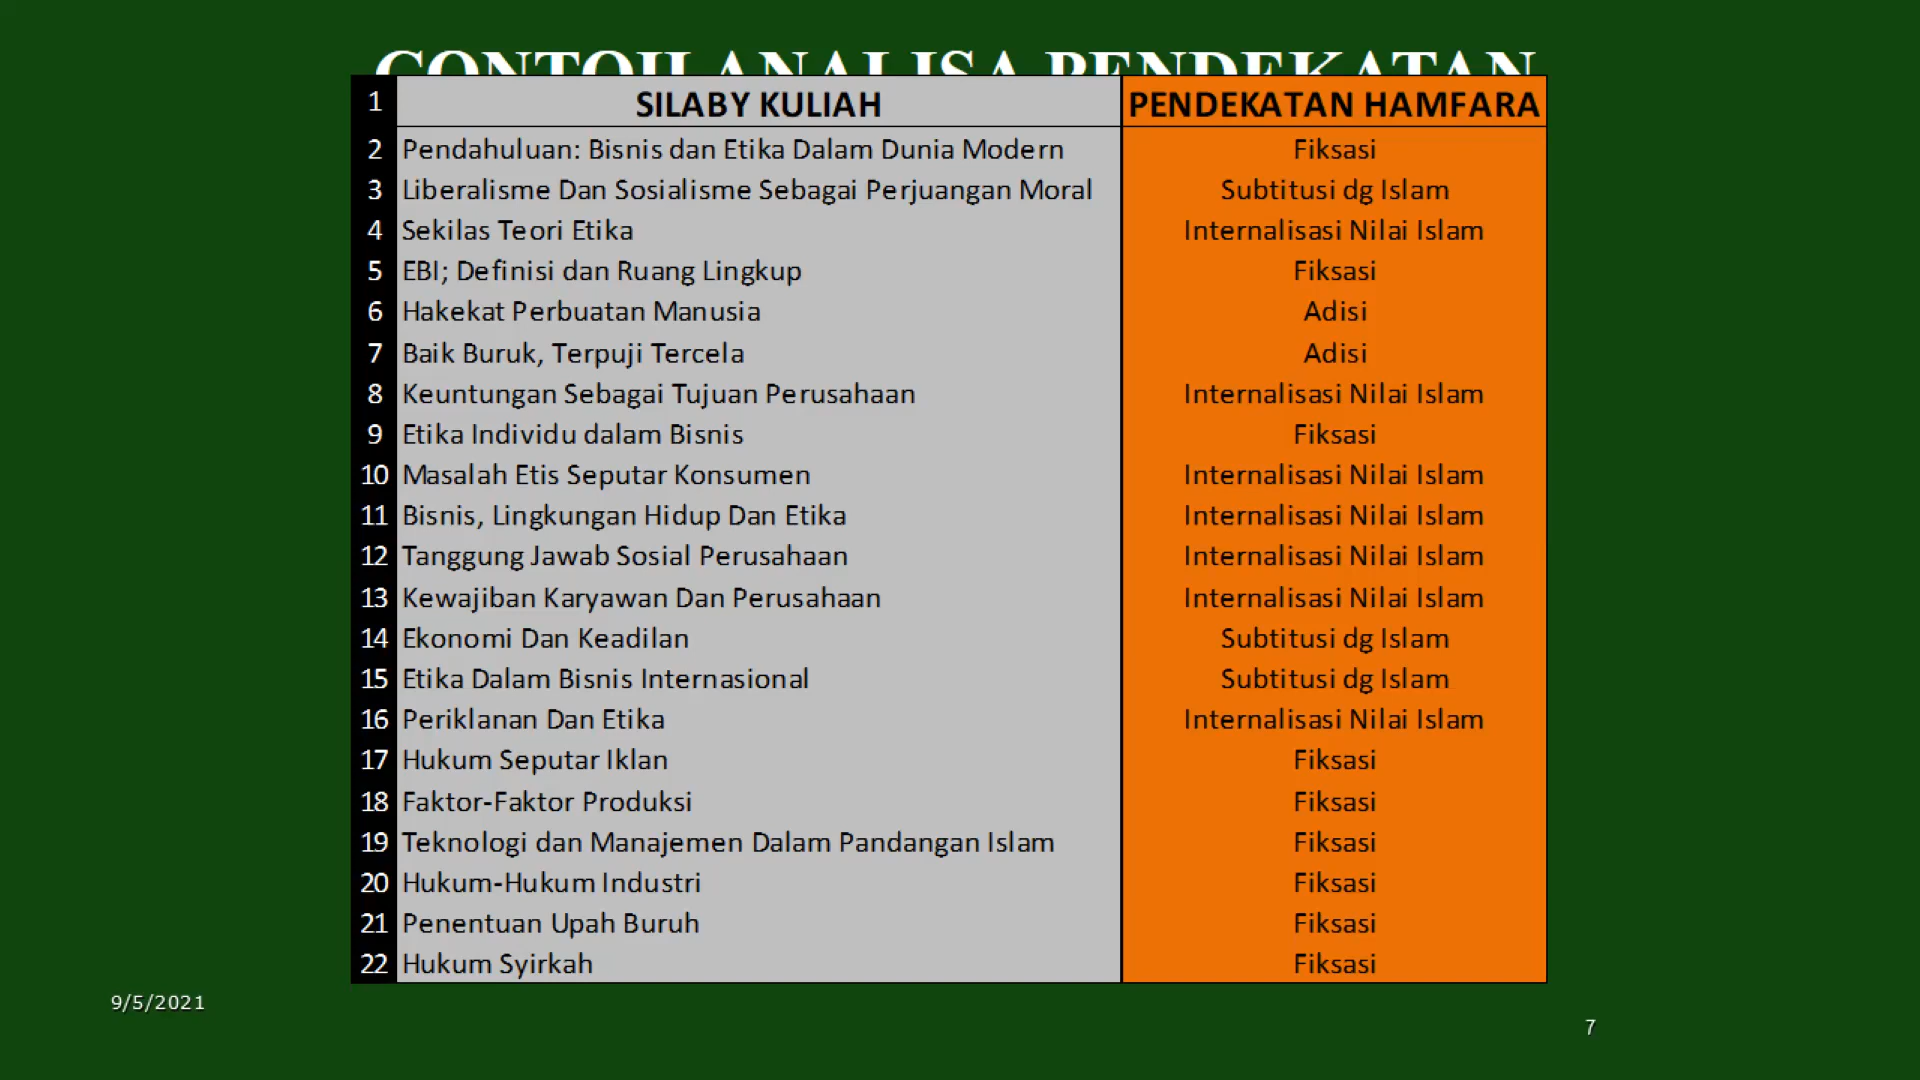 CONTOH ANALISA PENDEKATAN
1 SILABY KULIAH PENDEKATAN HAMFARA
2 Pendahuluan: Bisnis dan Etika Dalam Dunia Modern Fiksasi
3 Liberalisme Dan Sosialisme Sebagai Perjuangan Moral Subtitusi dg Islam
4 Sekilas Teori Etika Internalisasi Nilai Islam
5 EBI; Definisi dan Ruang Lingkup Fiksasi
6 Hakekat Perbuatan Manusia Adisi
7 Baik Buruk, Terpuji Tercela Adisi
8 Keuntungan Sebagai Tujuan Perusahaan Internalisasi Nilai Islam
9 Etika Individu dalam Bisnis Fiksasi
10 Masalah Etis Seputar Konsumen Internalisasi Nilai Islam
11 Bisnis, Lingkungan Hidup Dan Etika Internalisasi Nilai Islam
12 Tanggung Jawab Sosial Perusahaan Internalisasi Nilai Islam
13 Kewajiban Karyawan Dan Perusahaan Internalisasi Nilai Islam
14 Ekonomi Dan Keadilan Subtitusi dg Islam
15 Etika Dalam Bisnis Internasional Subtitusi dg Islam
16 Periklanan Dan Etika Internalisasi Nilai Islam
17 Hukum Seputar Iklan Fiksasi
18 Faktor-Faktor Produksi Fiksasi
19 Teknologi dan Manajemen Dalam Pandangan Islam Fiksasi
20 Hukum-Hukum Industri Fiksasi
21 Penentuan Upah Buruh Fiksasi
22 Hukum Syirkah Fiksasi
9/5/2021
7